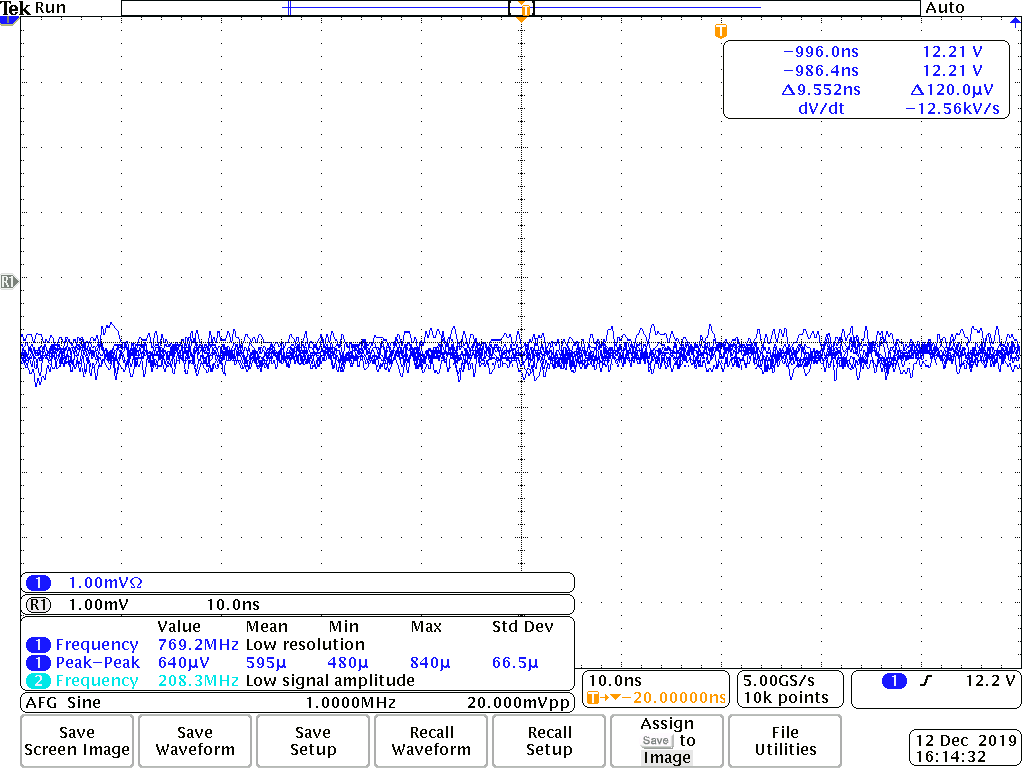 Tek Run Auto
1 T
T
−996.0ns 12.21 V
−986.4ns 12.21 V
Δ9.552ns Δ120.0µV
dV/dt −12.56kV/s
R1
1 1.00mVΩ
R1 1.00mV 10.0ns
Value Mean Min Max Std Dev
1 Frequency 769.2MHz Low resolution
1 Peak−Peak 640µV 595µ 480µ 840µ 66.5µ
2 Frequency 208.3MHz Low signal amplitude
AFG Sine 1.0000MHz 20.000mVpp
10.0ns
T→▼−20.00000ns
5.00GS/s
10k points
1 12.2 V
Save
Screen Image
Save
Waveform
Save
Setup
Recall
Waveform
Recall
Setup
Assign
Save to
Image
File
Utilities
12 Dec 2019
16:14:32